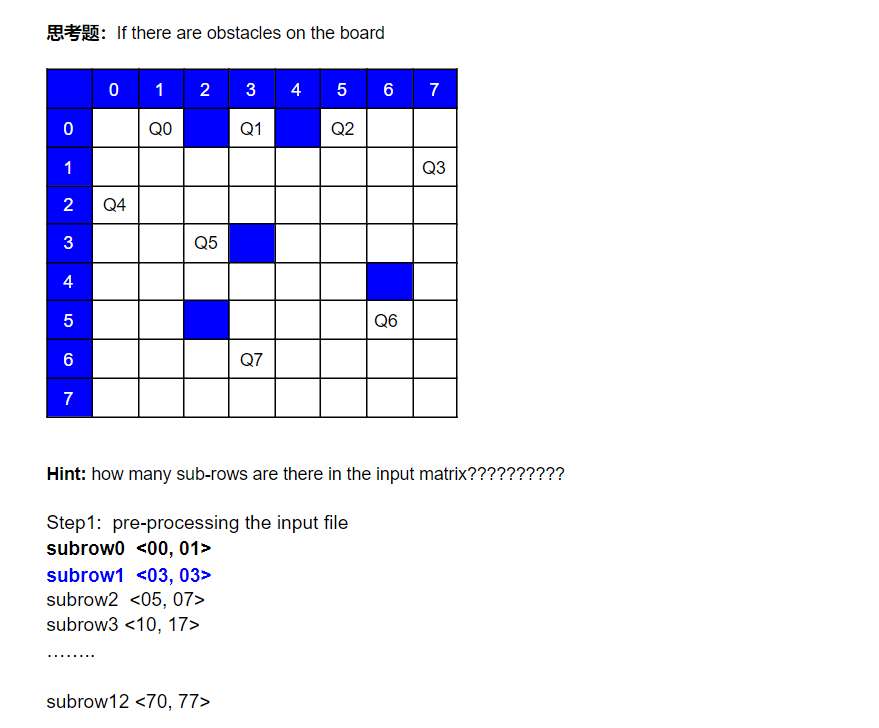 思考题：If there are obstacles on the board
0 1 2 3 4 5 6 7
0 Q0 Q1 Q2
1 Q3
2 Q4
3 Q5
4
5 Q6
6 Q7
7
Hint: how many sub-rows are there in the input matrix??????????
Step1: pre-processing the input file
subrow0 <00, 01>
subrow1 <03, 03>
subrow2 <05, 07>
subrow3 <10, 17>
……..
subrow12 <70, 77>